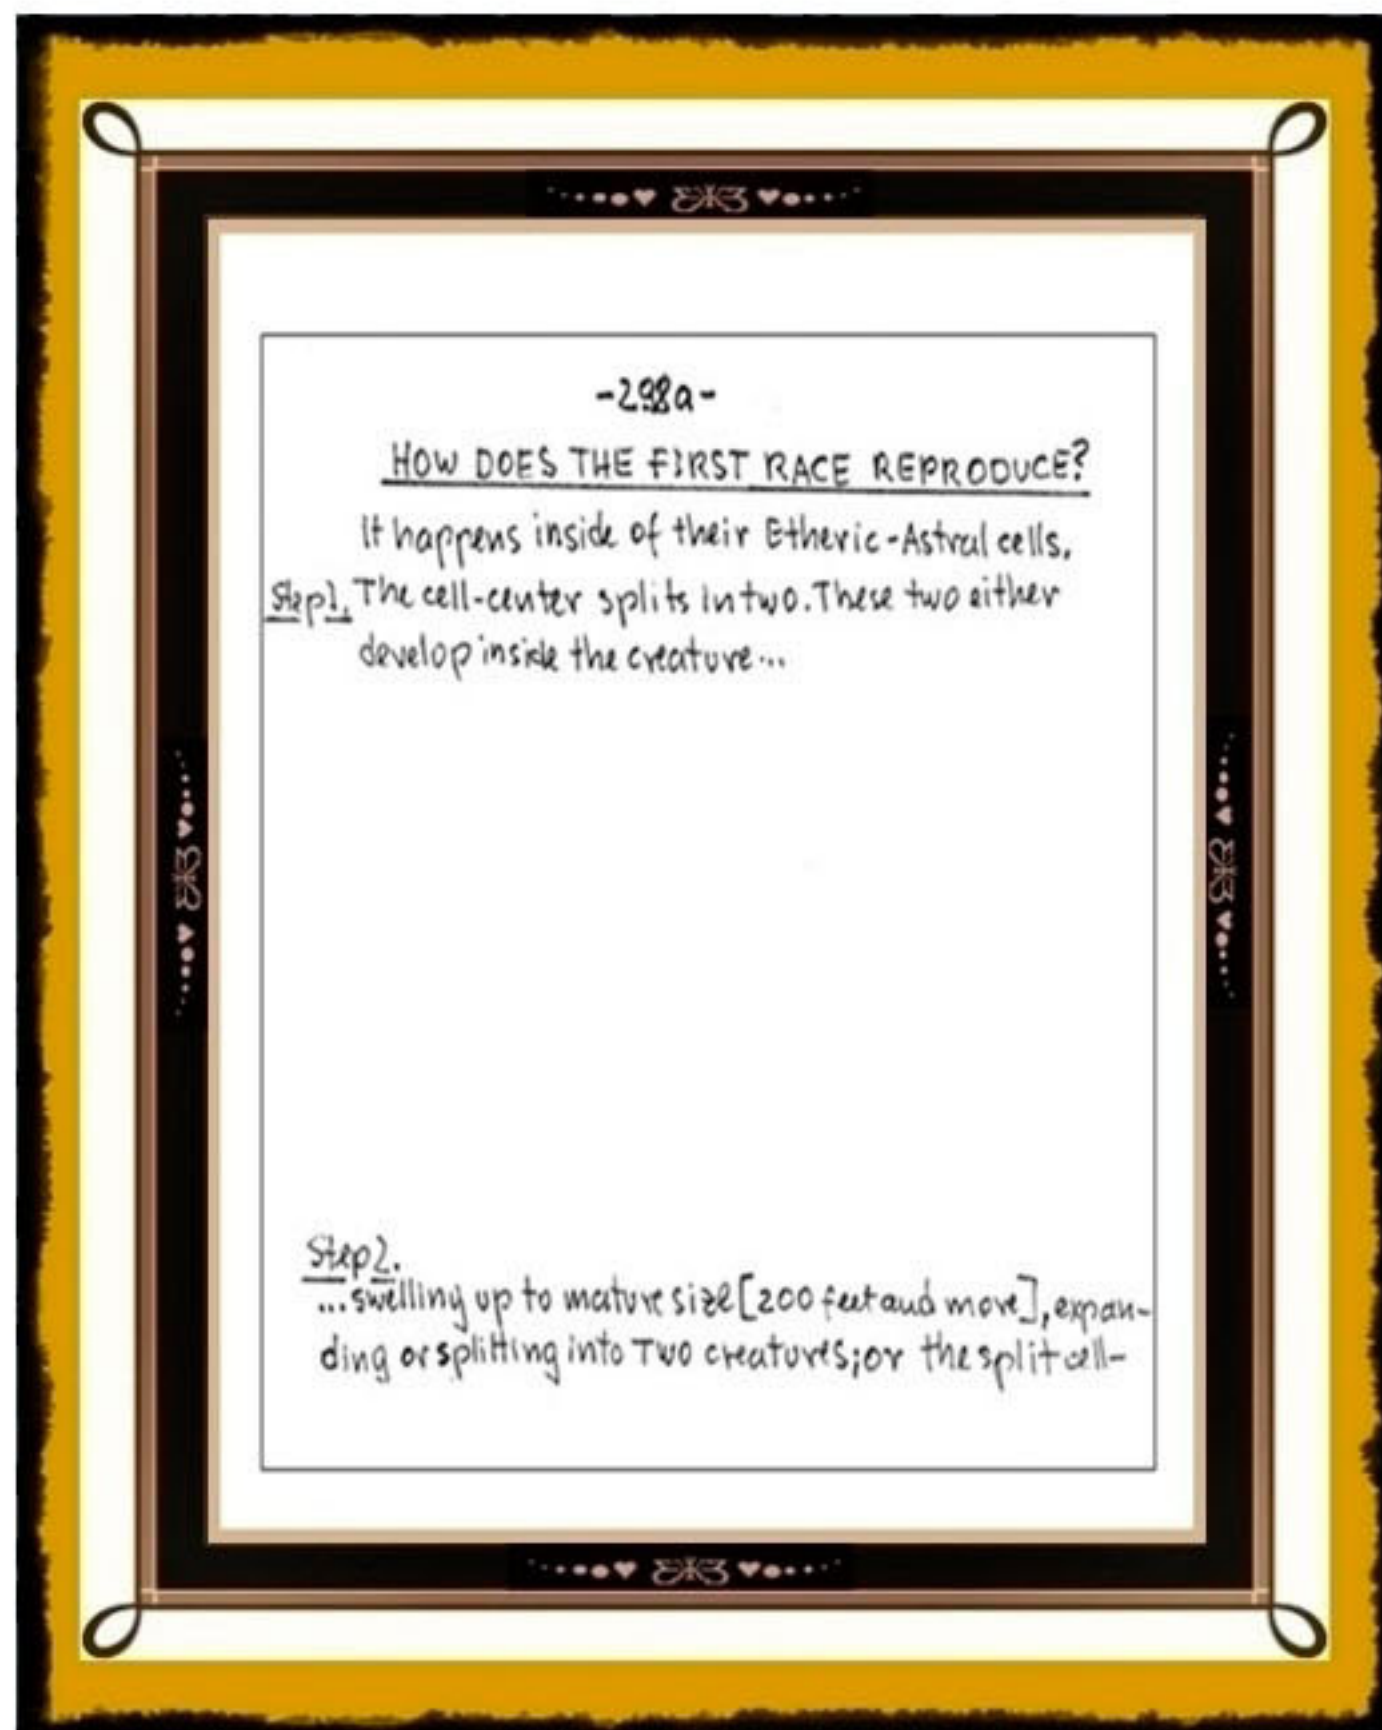 -298a-
HOW DOES THE FIRST RACE REPRODUCE?
It happens inside of their Etheric-Astral cells.
Step1. The cell-center splits in two. These two either
develop inside the creature...
Step2.
...swelling up to mature size [200 feet and more], expan-
ding or splitting into Two creatures; or the split cell-